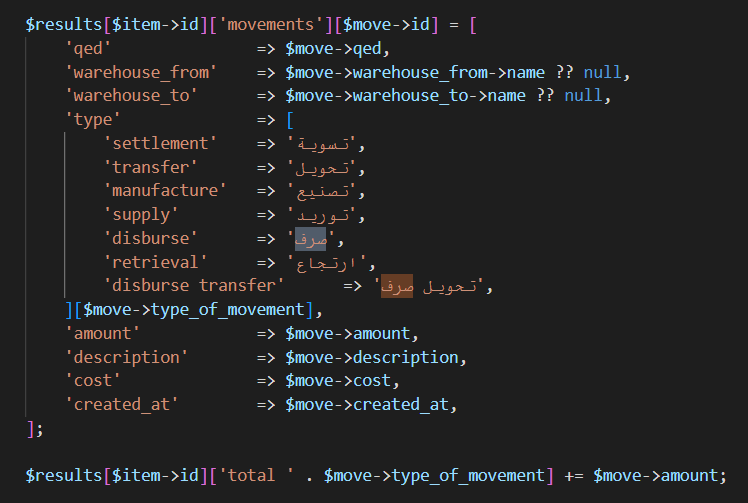 $results[$item->id]['movements'][$move->id] = [
    'qed'               => $move->qed,
    'warehouse_from'    => $move->warehouse_from->name ?? null,
    'warehouse_to'      => $move->warehouse_to->name ?? null,
    'type'              => [
        'settlement'    => 'تسوية',
        'transfer'      => 'تحويل',
        'manufacture'   => 'تصنيع',
        'supply'        => 'توريد',
        'disburse'      => 'صرف',
        'retrieval'     => 'ارتجاع',
        'disburse transfer'      => 'تحويل صرف',
    ][$move->type_of_movement],
    'amount'            => $move->amount,
    'description'       => $move->description,
    'cost'              => $move->cost,
    'created_at'        => $move->created_at,
];
$results[$item->id]['total ' . $move->type_of_movement] += $move->amount;